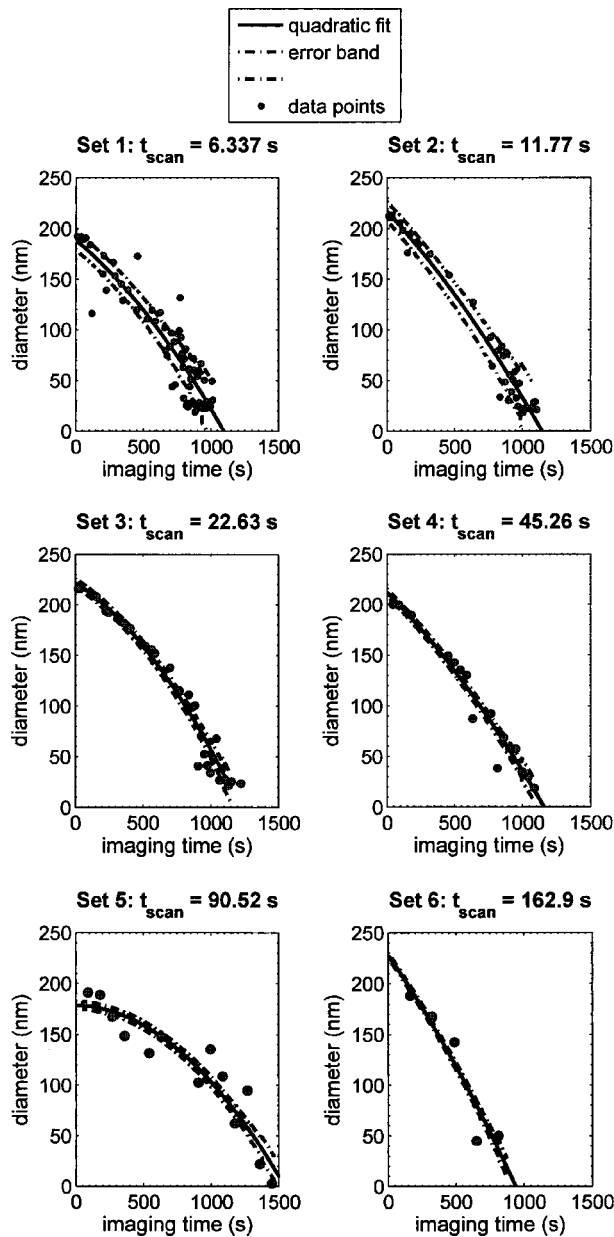 quadratic fit
error band
data points
Set 1: t_scan = 6.337 s
Set 2: t_scan = 11.77 s
250
200
150
100
50
0
diameter (nm)
0 500 1000 1500
imaging time (s)
250
200
150
100
50
0
diameter (nm)
0 500 1000 1500
imaging time (s)
Set 3: t_scan = 22.63 s
Set 4: t_scan = 45.26 s
250
200
150
100
50
0
diameter (nm)
0 500 1000 1500
imaging time (s)
250
200
150
100
50
0
diameter (nm)
0 500 1000 1500
imaging time (s)
Set 5: t_scan = 90.52 s
Set 6: t_scan = 162.9 s
250
200
150
100
50
0
diameter (nm)
0 500 1000 1500
imaging time (s)
250
200
150
100
50
0
diameter (nm)
0 500 1000 1500
imaging time (s)